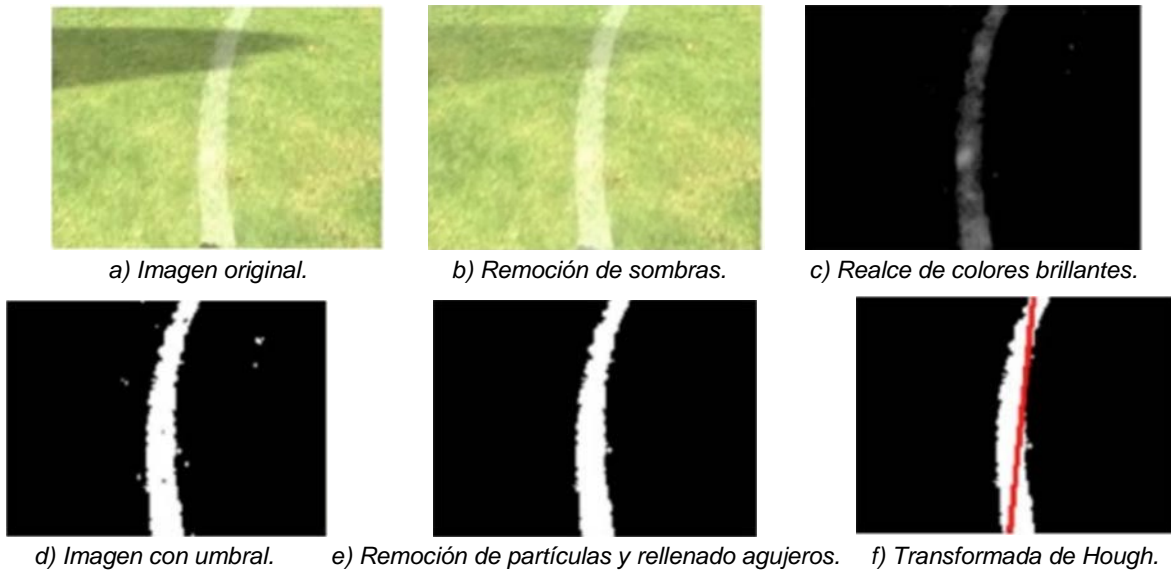 a) Imagen original.
b) Remoción de sombras.
c) Realce de colores brillantes.
d) Imagen con umbral.
e) Remoción de partículas y rellenado agujeros.
f) Transformada de Hough.